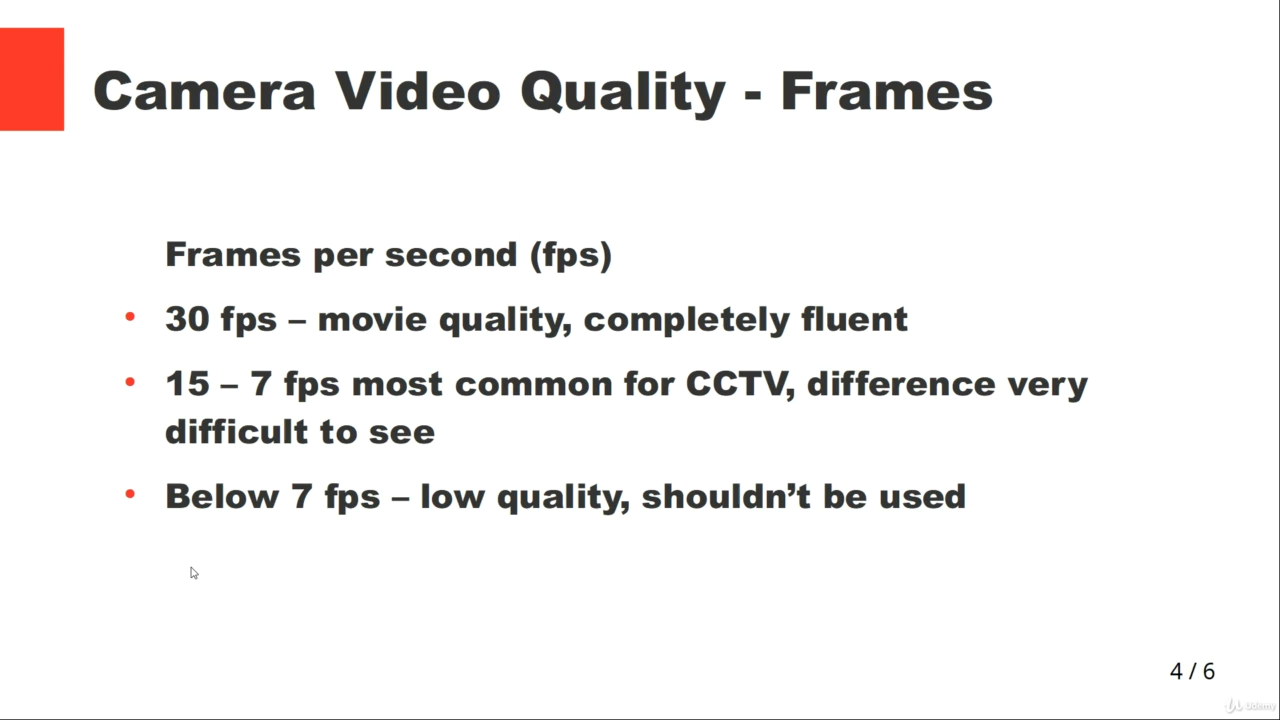 Camera Video Quality - Frames
Frames per second (fps)
• 30 fps – movie quality, completely fluent
• 15 – 7 fps most common for CCTV, difference very
difficult to see
• Below 7 fps – low quality, shouldn’t be used
4 / 6
Udemy